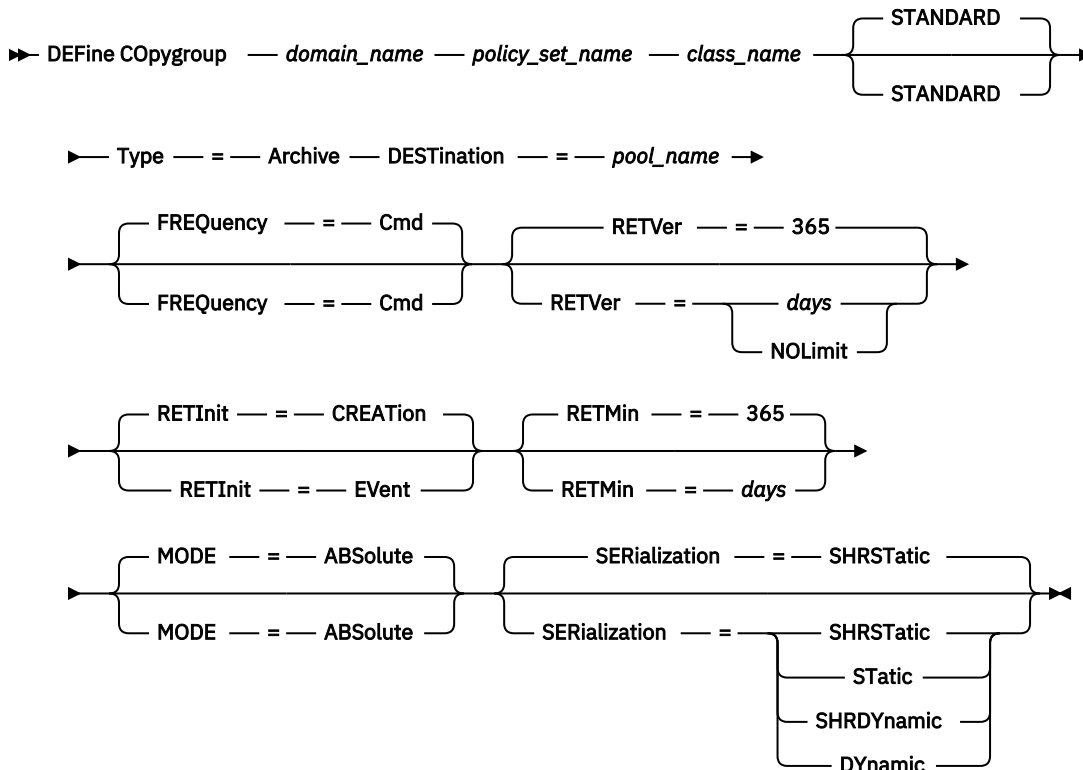 STANDARD
DEFine COpygroup domain_name policy_set_name class_name
STANDARD
Type = Archive DESTination = pool_name
FREQuency = Cmd RETVer = 365
FREQuency = Cmd RETVer = days
NOLimit
RETInit = CREATion RETMin = 365
RETInit = EVent RETMin = days
MODE = ABSolute SERialization = SHRSTatic
MODE = ABSolute SERialization = SHRSTatic
STatic
SHRDYnamic
DYnamic